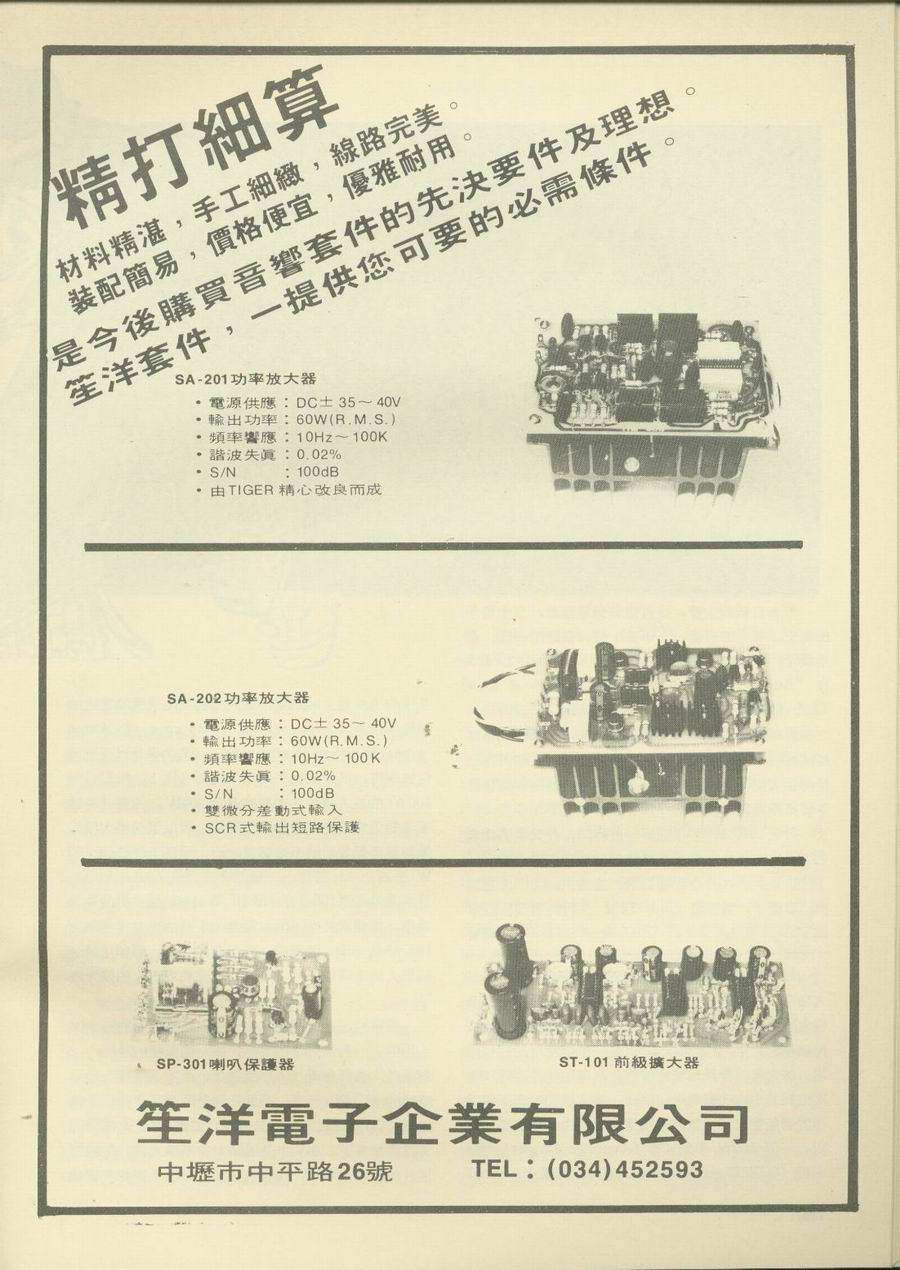 精打細算
材料精湛，手工細緻，線路完美。
裝配簡易，價格便宜，優雅耐用。
是今後購買音響套件的先決要件及理想。
笙洋套件，一提供您可要的必需條件。
SA-201功率放大器
• 電源供應：DC± 35～ 40V
• 輸出功率：60W(R.M.S.)
• 頻率響應：10Hz～100K
• 諧波失眞：0.02%
• S/N ：100dB
• 由TIGER 精心改良而成
SA-202功率放大器
• 電源供應：DC± 35～ 40V
• 輸出功率：60W(R.M.S.)
• 頻率響應：10Hz～ 100K
• 諧波失眞：0.02%
• S/N ：100dB
• 雙微分差動式輸入
• SCR式輸出短路保護
SP-301喇叭保護器
ST-101 前級擴大器
笙洋電子企業有限公司
中壢市中平路26號 TEL：(034)452593